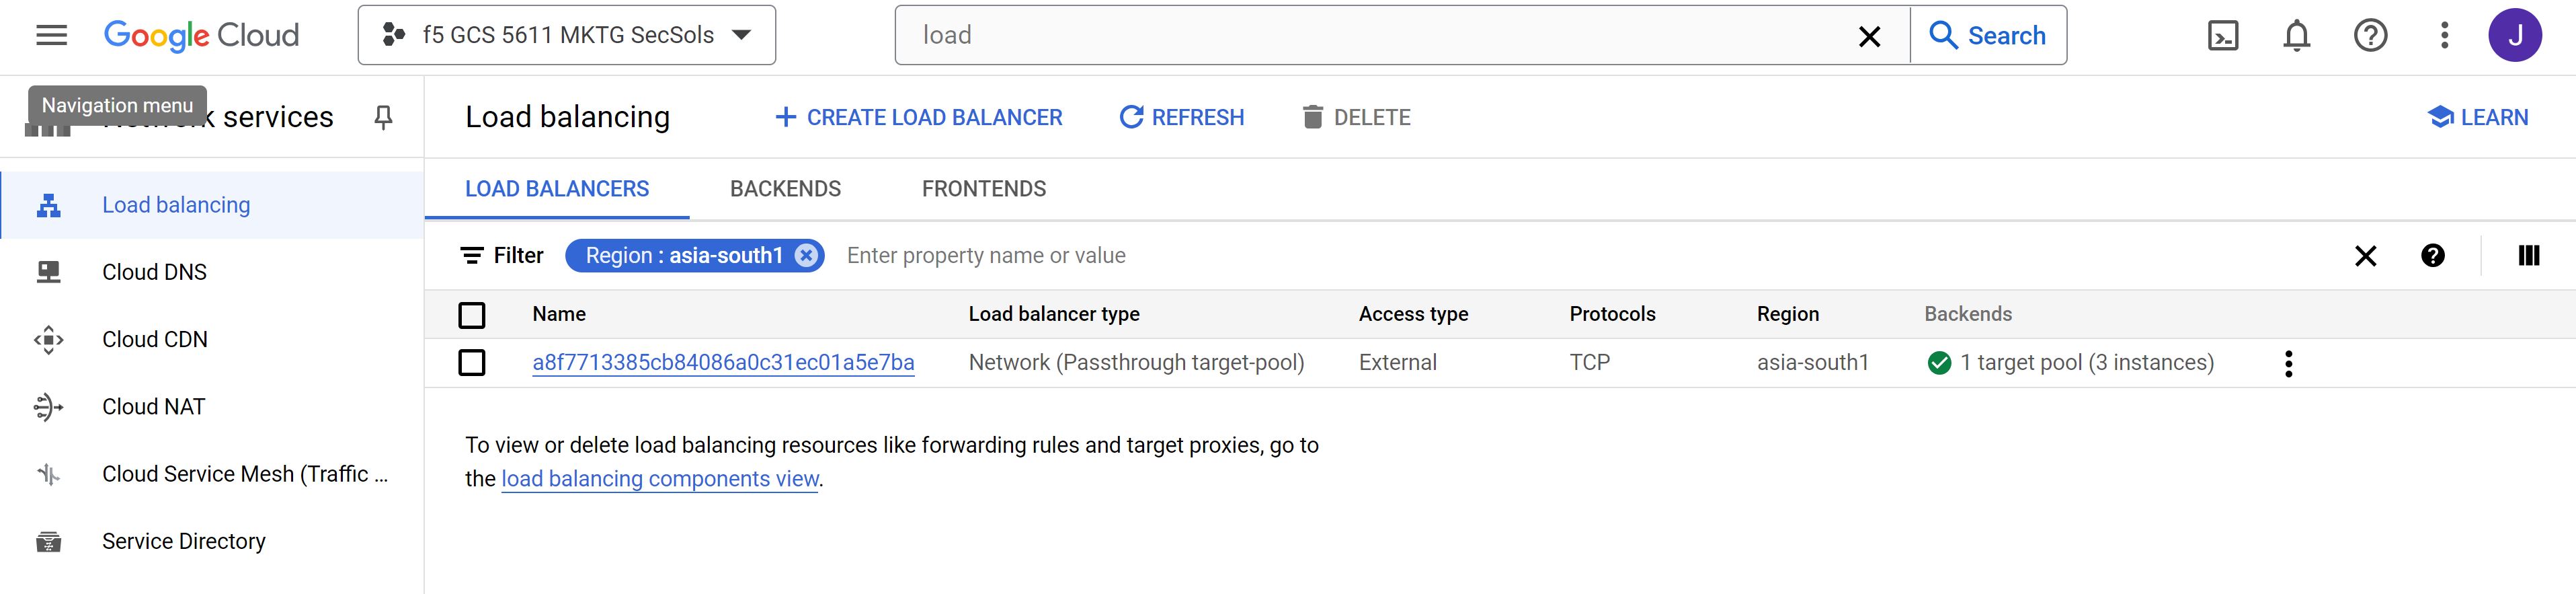 Google Cloud
f5 GCS 5611 MKTG SecSols
load
Search
J
Navigation menu
k services
Load balancing
CREATE LOAD BALANCER
REFRESH
DELETE
LEARN
Load balancing
Cloud DNS
Cloud CDN
Cloud NAT
Cloud Service Mesh (Traffic ...
Service Directory
LOAD BALANCERS BACKENDS FRONTENDS
Filter Region : asia-south1 Enter property name or value
Name Load balancer type Access type Protocols Region Backends
a8f7713385cb84086a0c31ec01a5e7ba Network (Passthrough target-pool) External TCP asia-south1 1 target pool (3 instances)
To view or delete load balancing resources like forwarding rules and target proxies, go to
the load balancing components view.